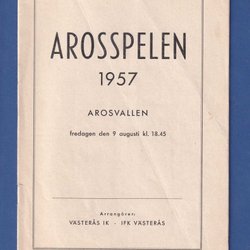 AROSSPELEN
1957
AROSVALLEN
fredagen den 9 augusti kl. 18.45
Arrangörer:
VÄSTERÅS IK - IFK VÄSTERÅS